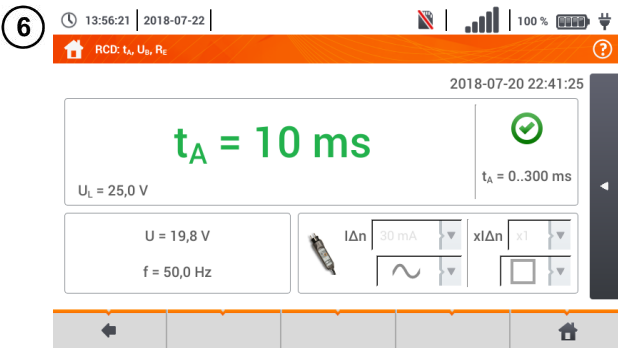 6
13:56:21 2018-07-22 100 %
RCD: tA, UB, RE ?
2018-07-20 22:41:25
tA = 10 ms
tA = 0..300 ms
UL = 25,0 V
U = 19,8 V
f = 50,0 Hz
IΔn 30 mA xIΔn x1